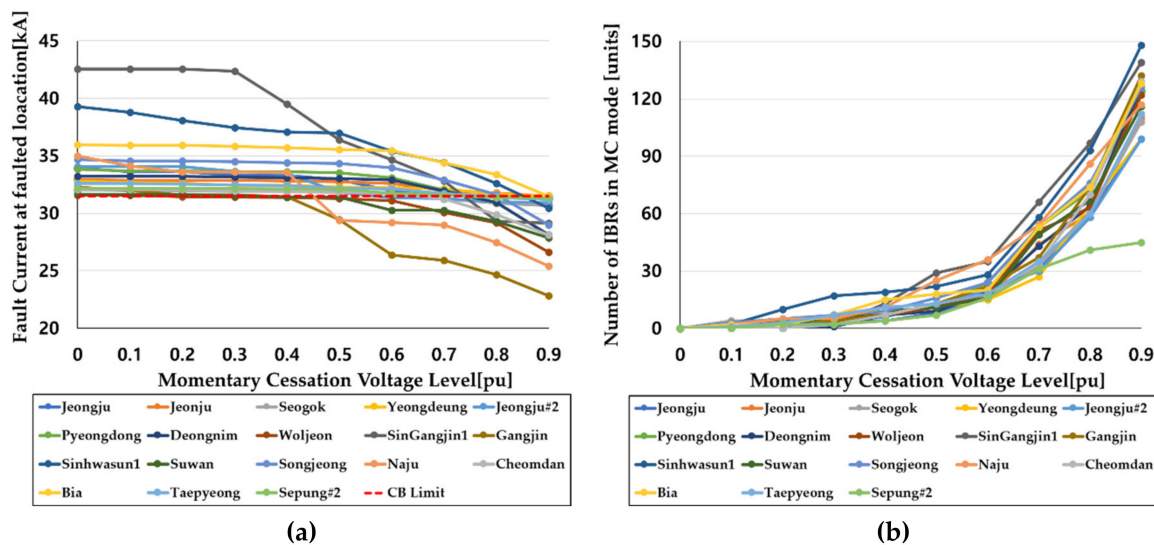 (a)
Fault Current at faulted loacation[kA]
45
40
35
30
25
20
0 0.1 0.2 0.3 0.4 0.5 0.6 0.7 0.8 0.9
Momentary Cessation Voltage Level[pu]
Jeongju Jeonju Seogok Yeongdeung Jeongju#2
Pyeongdong Deongnim Woljeon SinGangjin1 Gangjin
Sinhwasun1 Suwan Songjeong Naju Cheomdan
Bia Taepyeong Sepung#2 CB Limit
(b)
Number of IBRs in MC mode [units]
150
120
90
60
30
0
0 0.1 0.2 0.3 0.4 0.5 0.6 0.7 0.8 0.9
Momentary Cessation Voltage Level[pu]
Jeongju Jeonju Seogok Yeongdeung Jeongju#2
Pyeongdong Deongnim Woljeon SinGangjin1 Gangjin
Sinhwasun1 Suwan Songjeong Naju Cheomdan
Bia Taepyeong Sepung#2